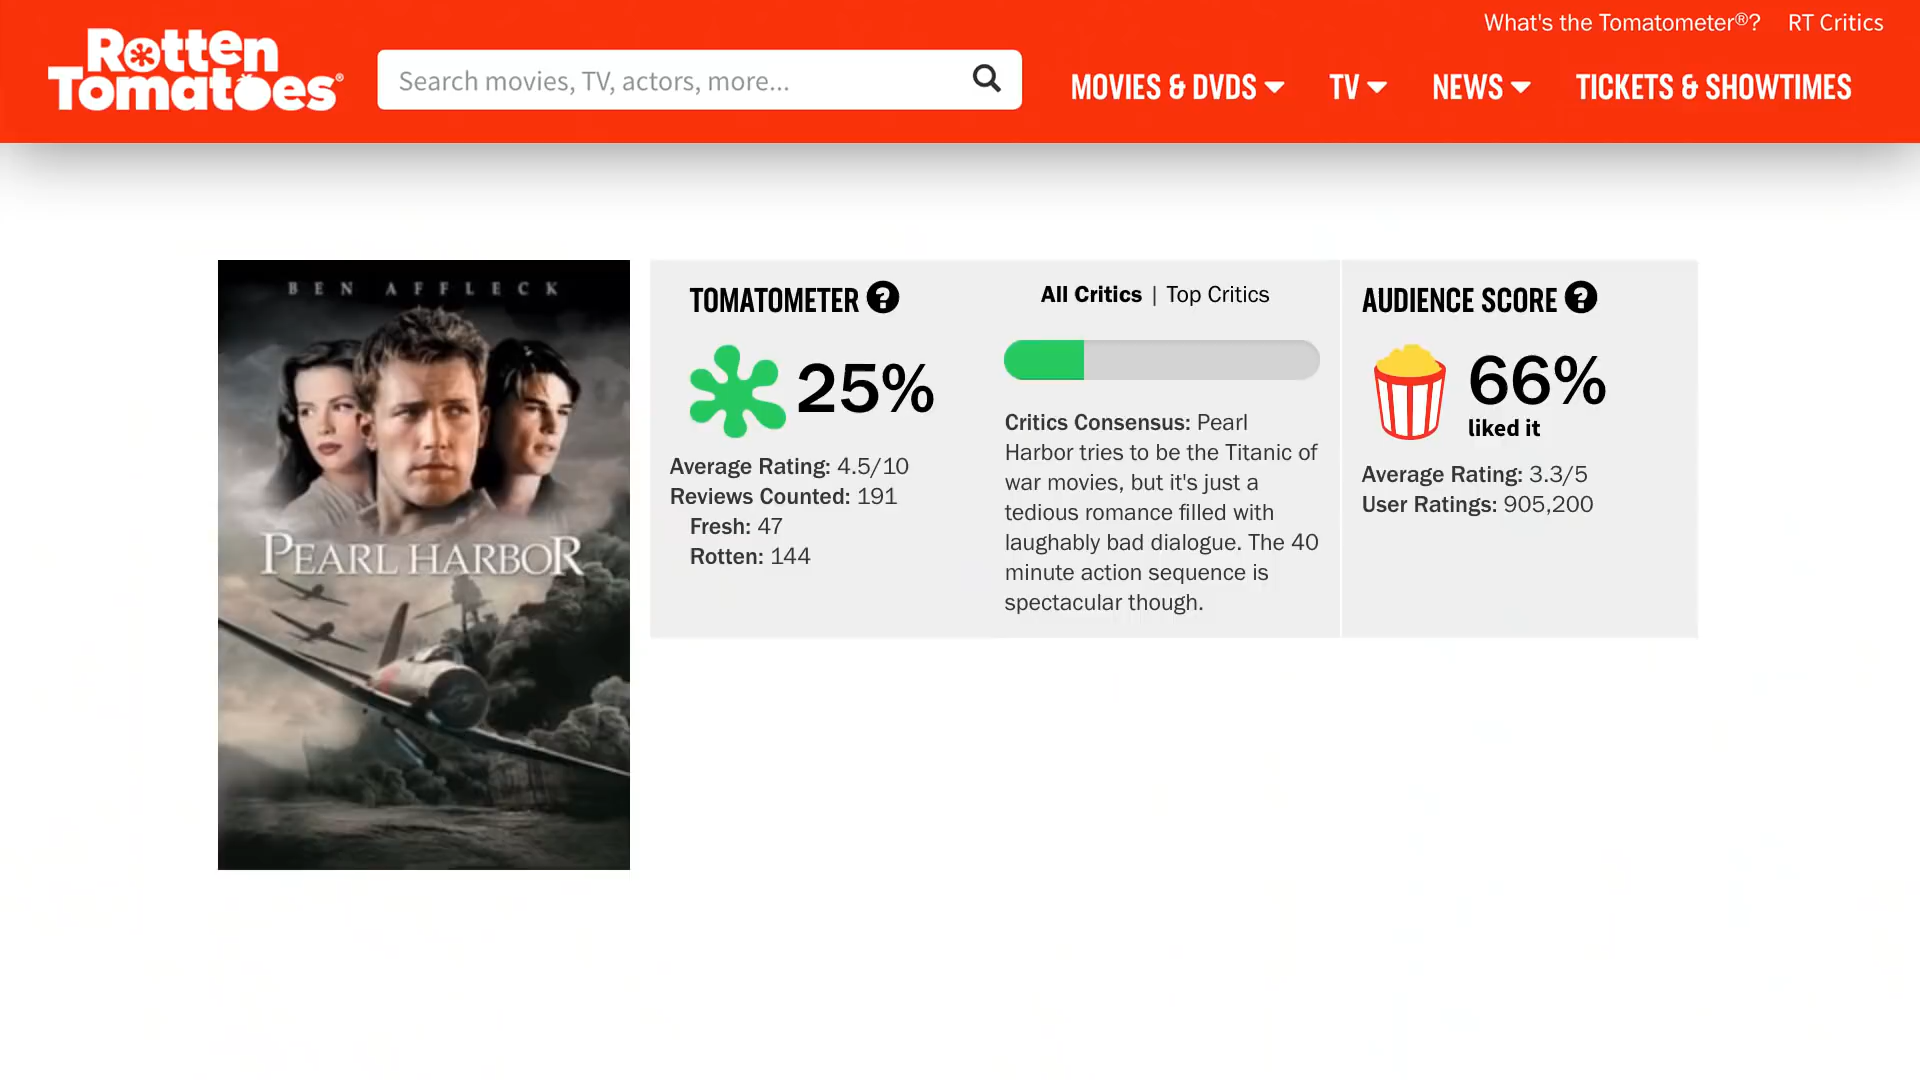 What's the Tomatometer®? RT Critics
Rotten
Tomatoes®
Search movies, TV, actors, more...
MOVIES & DVDS TV NEWS TICKETS & SHOWTIMES
BEN AFFLECK
PEARL HARBOR
TOMATOMETER ?
25%
Average Rating: 4.5/10
Reviews Counted: 191
Fresh: 47
Rotten: 144
All Critics | Top Critics
Critics Consensus: Pearl
Harbor tries to be the Titanic of
war movies, but it's just a
tedious romance filled with
laughably bad dialogue. The 40
minute action sequence is
spectacular though.
AUDIENCE SCORE ?
66%
liked it
Average Rating: 3.3/5
User Ratings: 905,200